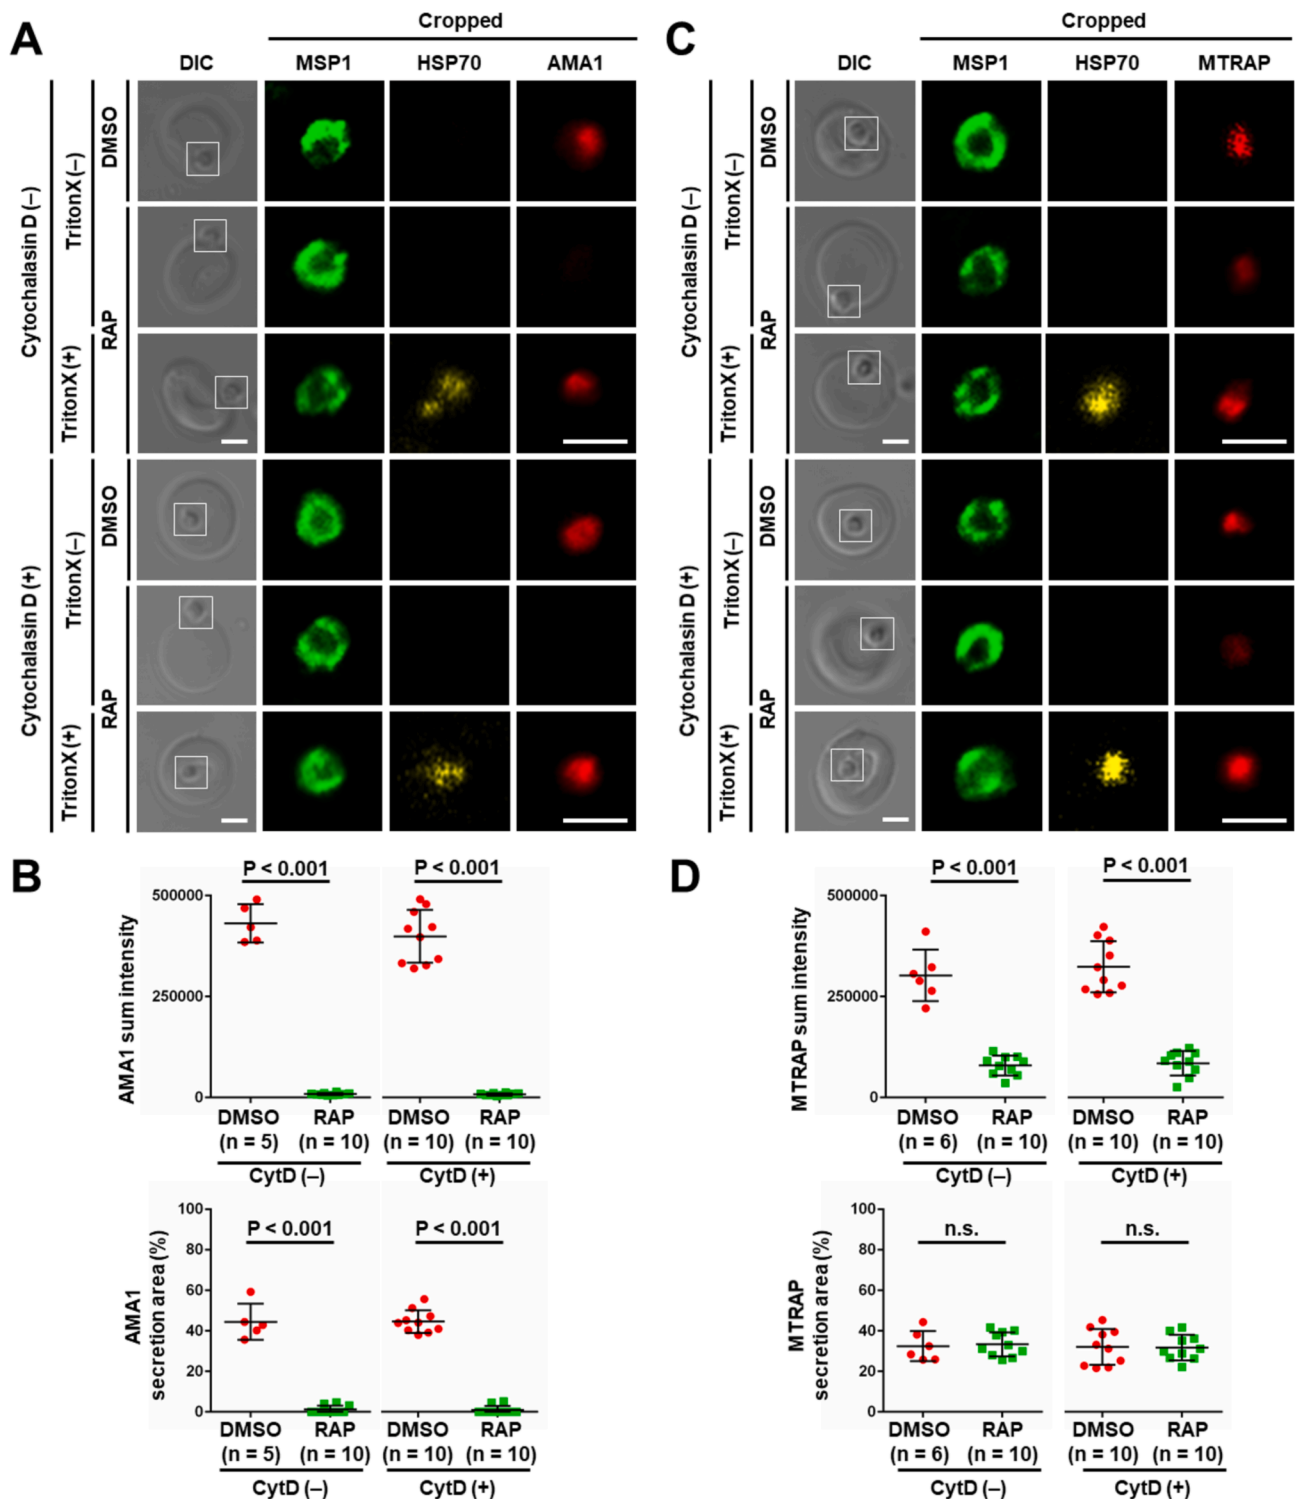 A
Cropped
DIC MSP1 HSP70 AMA1
Cytochalasin D (–)
TritonX (–)
DMSO
RAP
TritonX (+)
Cytochalasin D (+)
TritonX (–)
DMSO
RAP
TritonX (+)
C
Cropped
DIC MSP1 HSP70 MTRAP
Cytochalasin D (–)
TritonX (–)
DMSO
RAP
TritonX (+)
Cytochalasin D (+)
TritonX (–)
DMSO
RAP
TritonX (+)
B
P < 0.001 P < 0.001
AMA1 sum intensity
500000
250000
0
DMSO RAP DMSO RAP
(n = 5) (n = 10) (n = 10) (n = 10)
CytD (–) CytD (+)
AMA1
secretion area (%)
100
80
60
40
20
0
P < 0.001 P < 0.001
DMSO RAP DMSO RAP
(n = 5) (n = 10) (n = 10) (n = 10)
CytD (–) CytD (+)
D
P < 0.001 P < 0.001
MTRAP sum intensity
500000
250000
0
DMSO RAP DMSO RAP
(n = 6) (n = 10) (n = 10) (n = 10)
CytD (–) CytD (+)
MTRAP
secretion area (%)
100
80
60
40
20
0
n.s. n.s.
DMSO RAP DMSO RAP
(n = 6) (n = 10) (n = 10) (n = 10)
CytD (–) CytD (+)